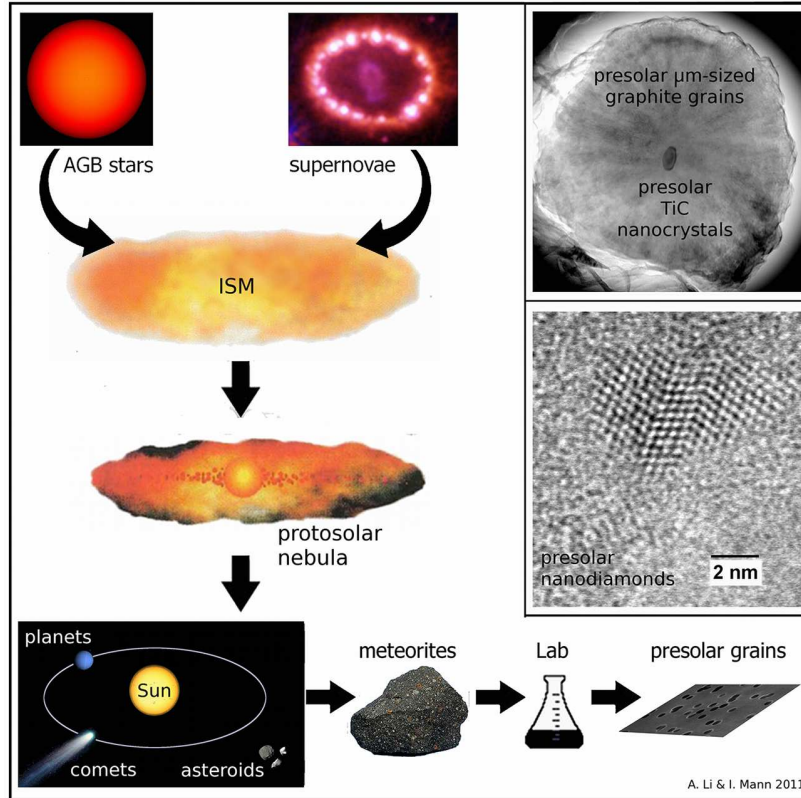 AGB stars
supernovae
ISM
protosolar
nebula
planets
Sun
comets
asteroids
meteorites
Lab
presolar grains
presolar μm-sized
graphite grains
presolar
TiC
nanocrystals
presolar
nanodiamonds
2 nm
A. Li & I. Mann 2011